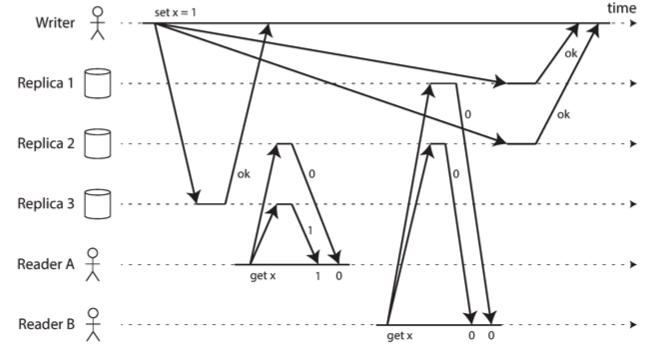 time
set x = 1
Writer
ok
Replica 1
0
ok
Replica 2
ok
0
0
Replica 3
1
Reader A
get x
1
0
Reader B
get x
0
0